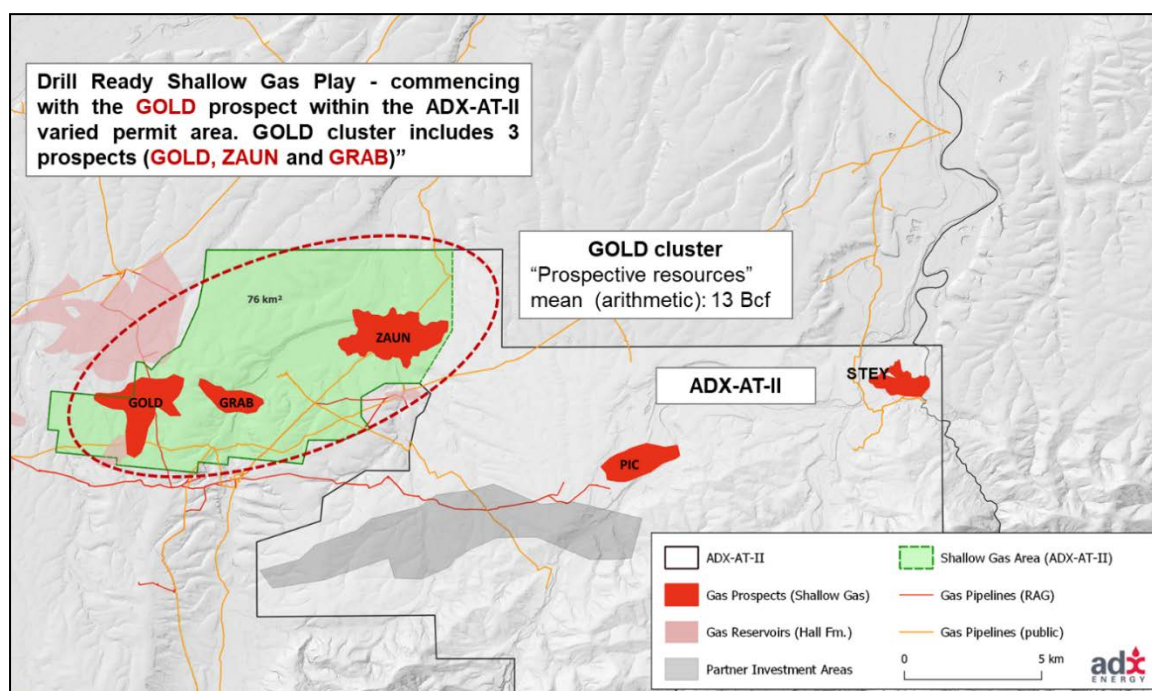 Drill Ready Shallow Gas Play - commencing
with the GOLD prospect within the ADX-AT-II
varied permit area. GOLD cluster includes 3
prospects (GOLD, ZAUN and GRAB)”
GOLD cluster
“Prospective resources”
mean (arithmetic): 13 Bcf
76 km²
ZAUN
GOLD
GRAB
ADX-AT-II
STEY
PIC
ADX-AT-II
Shallow Gas Area (ADX-AT-II)
Gas Prospects (Shallow Gas)
Gas Pipelines (RAG)
Gas Reservoirs (Hall Fm.)
Gas Pipelines (public)
Partner Investment Areas
0 5 km
adx
ENERGY